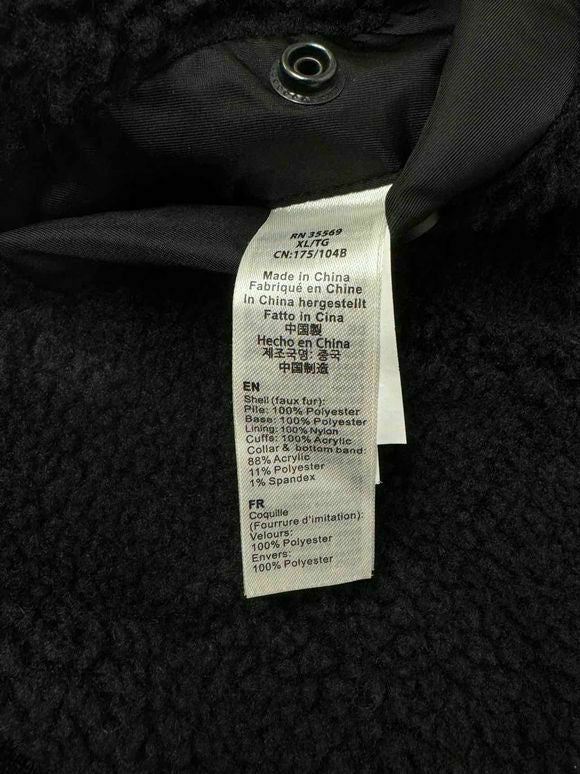 RN 35569
XL/TG
CN:175/104B
Made in China
Fabriqué en Chine
In China hergestellt
Fatto in Cina
中国製
Hecho en China
제조국명: 중국
中国制造
EN
Shell (faux fur):
Pile: 100% Polyester
Base: 100% Polyester
Lining: 100% Nylon
Cuffs: 100% Acrylic
Collar & bottom band:
88% Acrylic
11% Polyester
1% Spandex
FR
Coquille
(Fourrure d'imitation):
Velours:
100% Polyester
Envers:
100% Polyester